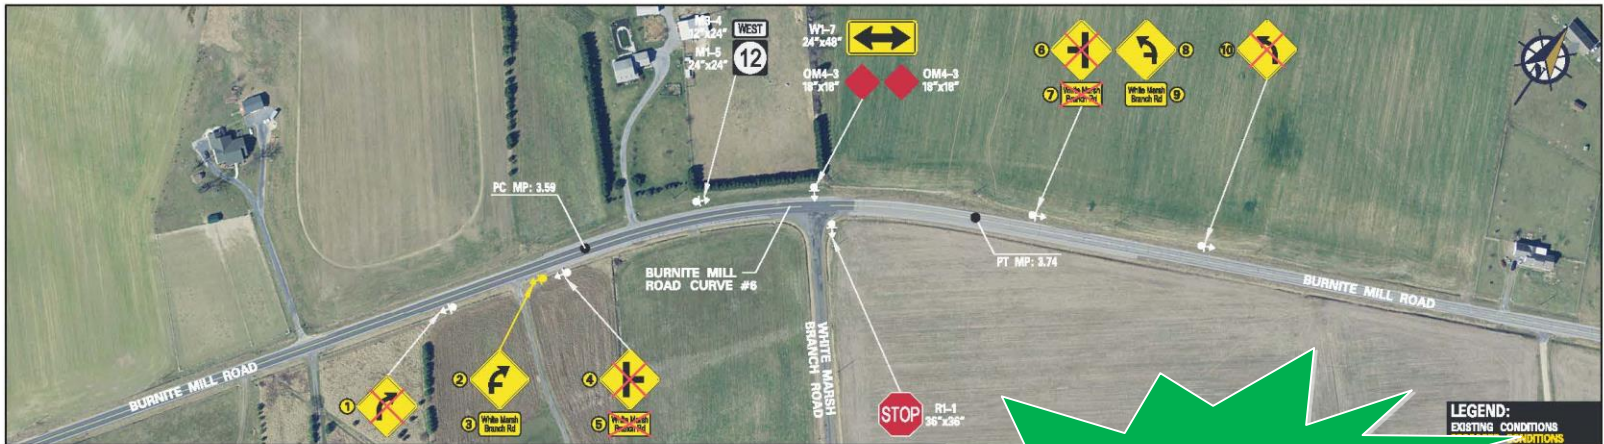 M3-4
12"x24"
WEST
M1-5
24"x24"
12
W1-7
24"x48"
OM4-3
18"x18"
OM4-3
18"x18"
6
8
10
7
White Marsh
Branch Rd
White Marsh
Branch Rd
9
PC MP: 3.59
PT MP: 3.74
BURNITE MILL
ROAD CURVE #6
BURNITE MILL ROAD
WHITE MARSH
BRANCH ROAD
BURNITE MILL ROAD
1
2
3
White Marsh
Branch Rd
4
5
White Marsh
Branch Rd
STOP
R1-1
36"x36"
LEGEND:
EXISTING CONDITIONS
CONDITIONS